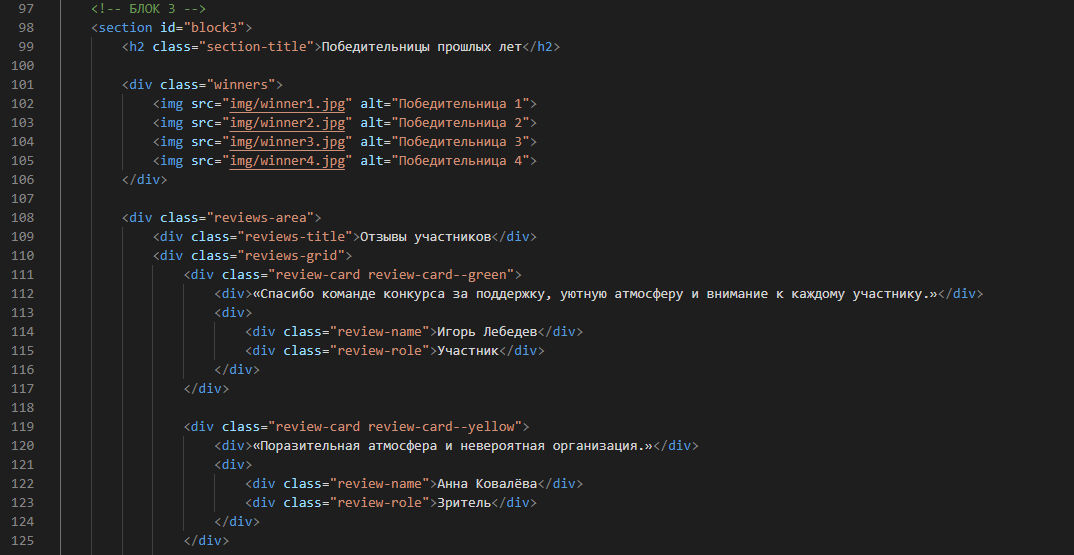 97 <!-- БЛОК 3 -->
98 <section id="block3">
99 <h2 class="section-title">Победительницы прошлых лет</h2>
100
101 <div class="winners">
102 <img src="img/winner1.jpg" alt="Победительница 1">
103 <img src="img/winner2.jpg" alt="Победительница 2">
104 <img src="img/winner3.jpg" alt="Победительница 3">
105 <img src="img/winner4.jpg" alt="Победительница 4">
106 </div>
107
108 <div class="reviews-area">
109 <div class="reviews-title">Отзывы участников</div>
110 <div class="reviews-grid">
111 <div class="review-card review-card--green">
112 <div>«Спасибо команде конкурса за поддержку, уютную атмосферу и внимание к каждому участнику.»</div>
113 <div>
114 <div class="review-name">Игорь Лебедев</div>
115 <div class="review-role">Участник</div>
116 </div>
117 </div>
118
119 <div class="review-card review-card--yellow">
120 <div>«Поразительная атмосфера и невероятная организация.»</div>
121 <div>
122 <div class="review-name">Анна Ковалёва</div>
123 <div class="review-role">Зритель</div>
124 </div>
125 </div>